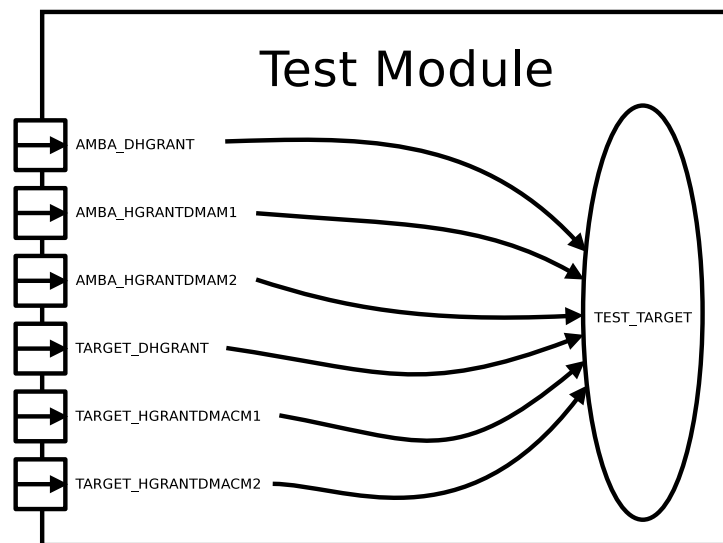 Test Module
AMBA_DHGRANT
AMBA_HGRANTDMAM1
AMBA_HGRANTDMAM2
TARGET_DHGRANT
TARGET_HGRANTDMACM1
TARGET_HGRANTDMACM2
TEST_TARGET